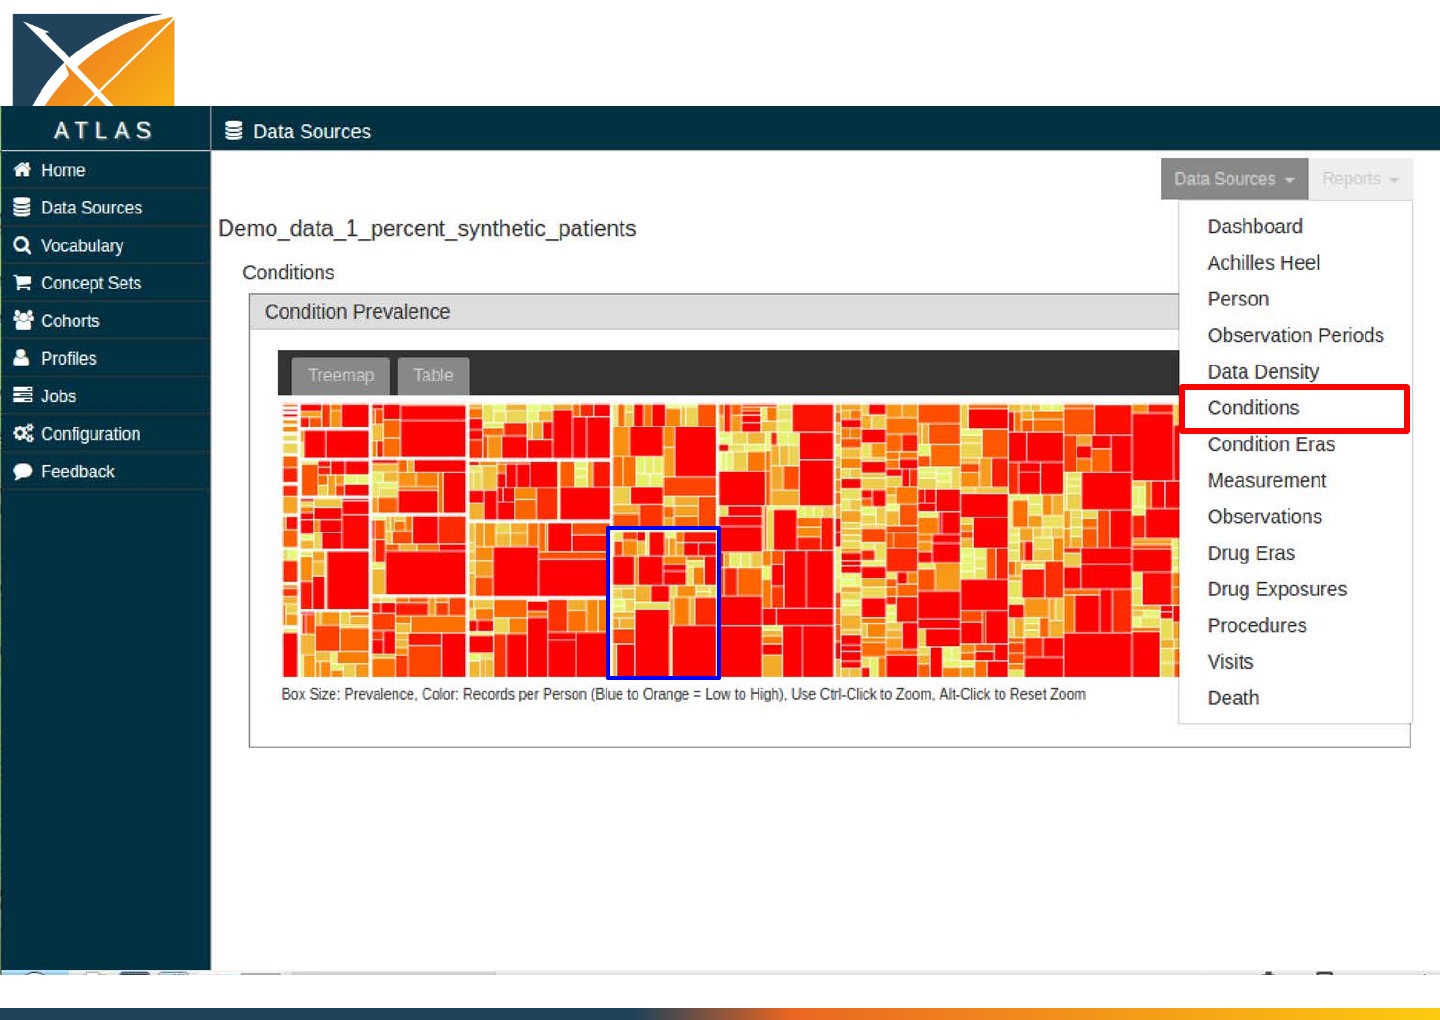 ATLAS
Data Sources
Home
Data Sources
Vocabulary
Concept Sets
Cohorts
Profiles
Jobs
Configuration
Feedback
Data Sources
Reports
Demo_data_1_percent_synthetic_patients
Conditions
Condition Prevalence
Treemap
Table
Box Size: Prevalence, Color: Records per Person (Blue to Orange = Low to High), Use Ctrl-Click to Zoom, Alt-Click to Reset Zoom
Dashboard
Achilles Heel
Person
Observation Periods
Data Density
Conditions
Condition Eras
Measurement
Observations
Drug Eras
Drug Exposures
Procedures
Visits
Death